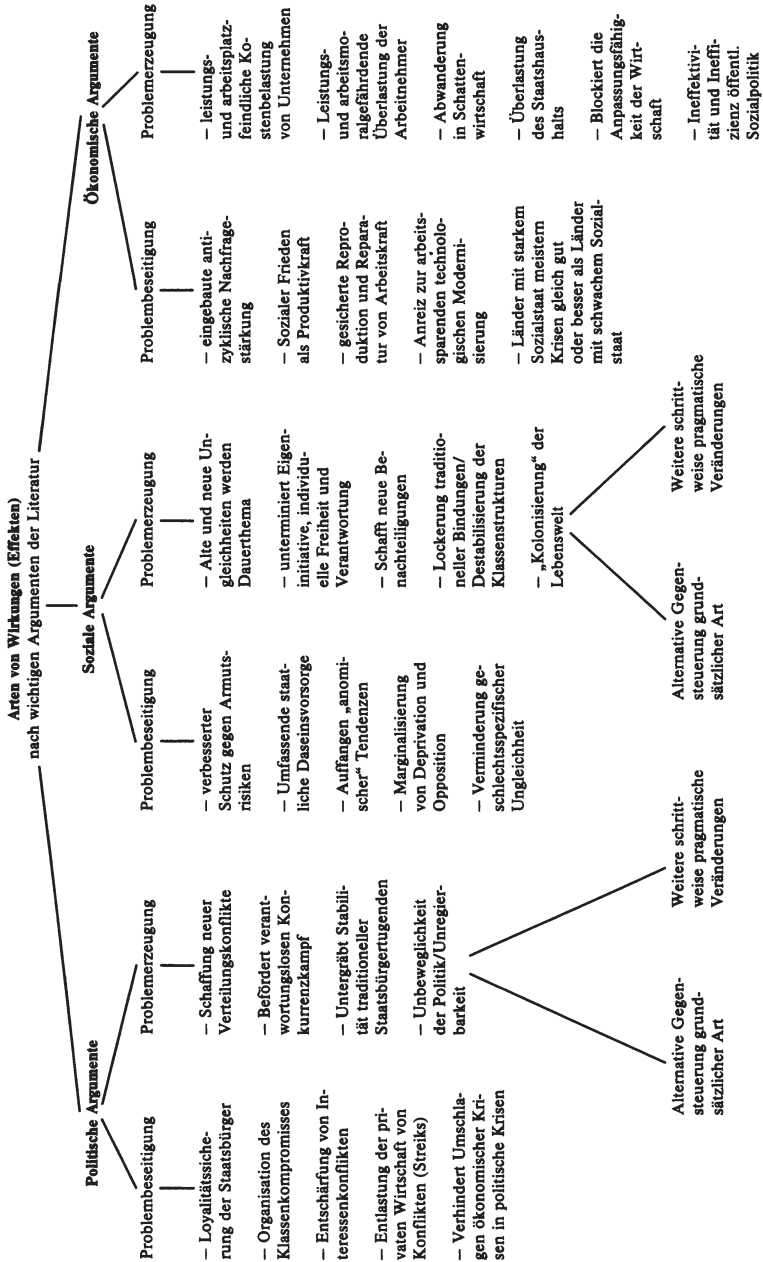 Arten von Wirkungen (Effekten)
nach wichtigen Argumenten der Literatur
Politische Argumente
Problembeseitigung
– Loyalitätssiche-
rung der Staatsbürger
– Organisation des
Klassenkompromisses
– Entschärfung von In-
teressenkonflikten
– Entlastung der pri-
vaten Wirtschaft von
Konflikten (Streiks)
– Verhindert Umschla-
gen ökonomischer Kri-
sen in politische Krisen
Problemerzeugung
– Schaffung neuer
Verteilungskonflikte
– Befördert verant-
wortungslosen Kon-
kurrenzkampf
– Untergräbt Stabili-
tät traditioneller
Staatsbürgertugenden
– Unbeweglichkeit
der Politik/Unregier-
barkeit
Alternative Gegen-
steuerung grund-
sätzlicher Art
Weitere schritt-
weise pragmatische
Veränderungen
Soziale Argumente
Problembeseitigung
– verbesserter
Schutz gegen Armuts-
risiken
– Umfassende staat-
liche Daseinsvorsorge
– Auffangen „anomi-
scher“ Tendenzen
– Marginalisierung
von Deprivation und
Opposition
– Verminderung ge-
schlechtsspezifischer
Ungleichheit
Problemerzeugung
– Alte und neue Un-
gleichheiten werden
Dauerthema
– unterminiert Eigen-
initiative, individu-
elle Freiheit und
Verantwortung
– Schafft neue Be-
nachteiligungen
– Lockerung traditio-
neller Bindungen/
Destabilisierung der
Klassenstrukturen
– „Kolonisierung“ der
Lebenswelt
Alternative Gegen-
steuerung grund-
sätzlicher Art
Weitere schritt-
weise pragmatische
Veränderungen
Ökonomische Argumente
Problembeseitigung
– eingebaute anti-
zyklische Nachfrage-
stärkung
– Sozialer Frieden
als Produktivkraft
– gesicherte Repro-
duktion und Repara-
tur von Arbeitskraft
– Anreiz zur arbeits-
sparenden technolo-
gischen Moderni-
sierung
– Länder mit starkem
Sozialstaat meistern
Krisen gleich gut
oder besser als Länder
mit schwachem Sozial-
staat
Problemerzeugung
– leistungs-
und arbeitsplatz-
feindliche Ko-
stenbelastung
von Unternehmen
– Leistungs-
und arbeitsmo-
ralgefährdende
Überlastung der
Arbeitnehmer
– Abwanderung
in Schatten-
wirtschaft
– Überlastung
des Staatshaus-
halts
– Blockiert die
Anpassungsfähig-
keit der Wirt-
schaft
– Ineffektivi-
tät und Ineffi-
zienz öffentl.
Sozialpolitik